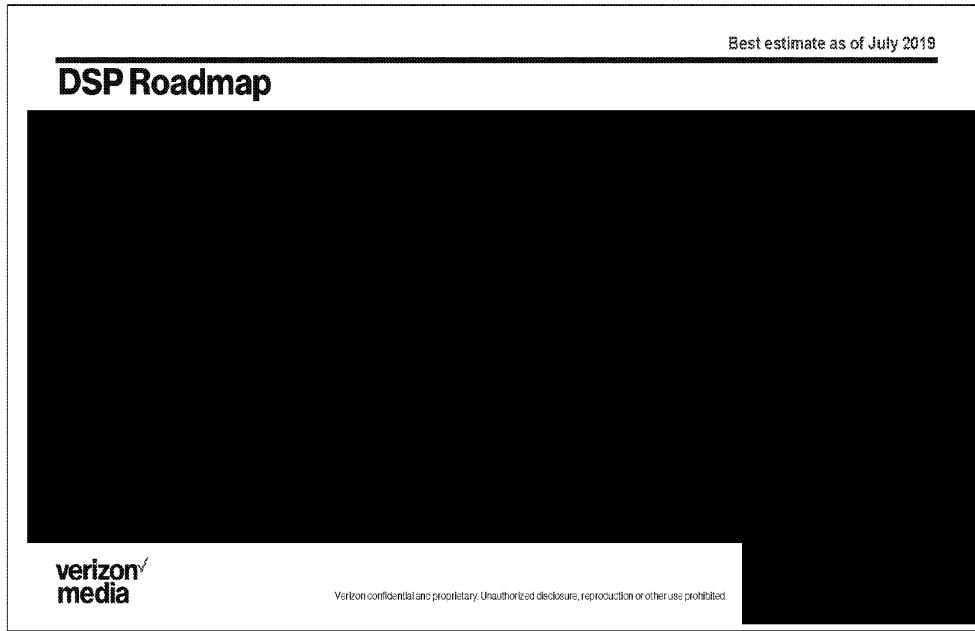 Best estimate as of July 2019
DSP Roadmap
verizon✓
media
Verizon confidential and proprietary. Unauthorized disclosure, reproduction or other use prohibited.